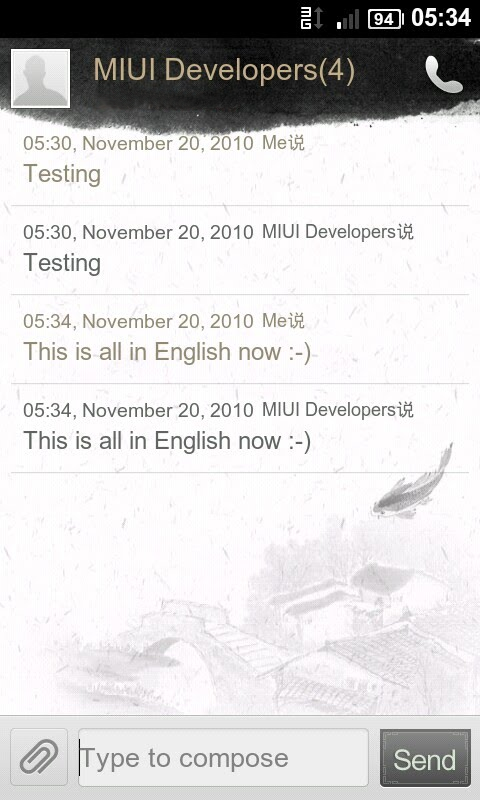 94 05:34
MIUI Developers(4)
05:30, November 20, 2010 Me说
Testing
05:30, November 20, 2010 MIUI Developers说
Testing
05:34, November 20, 2010 Me说
This is all in English now :-)
05:34, November 20, 2010 MIUI Developers说
This is all in English now :-)
Type to compose
Send